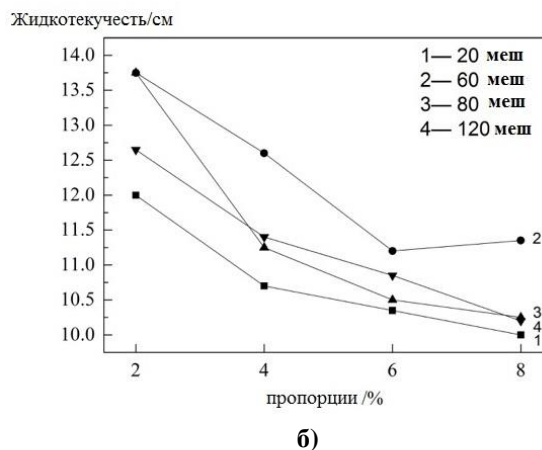 Жидкотекучесть/см
14.0
13.5
13.0
12.5
12.0
11.5
11.0
10.5
10.0
1— 20 меш
2— 60 меш
3— 80 меш
4— 120 меш
2
3
4
1
2 4 6 8
пропорции /%
б)